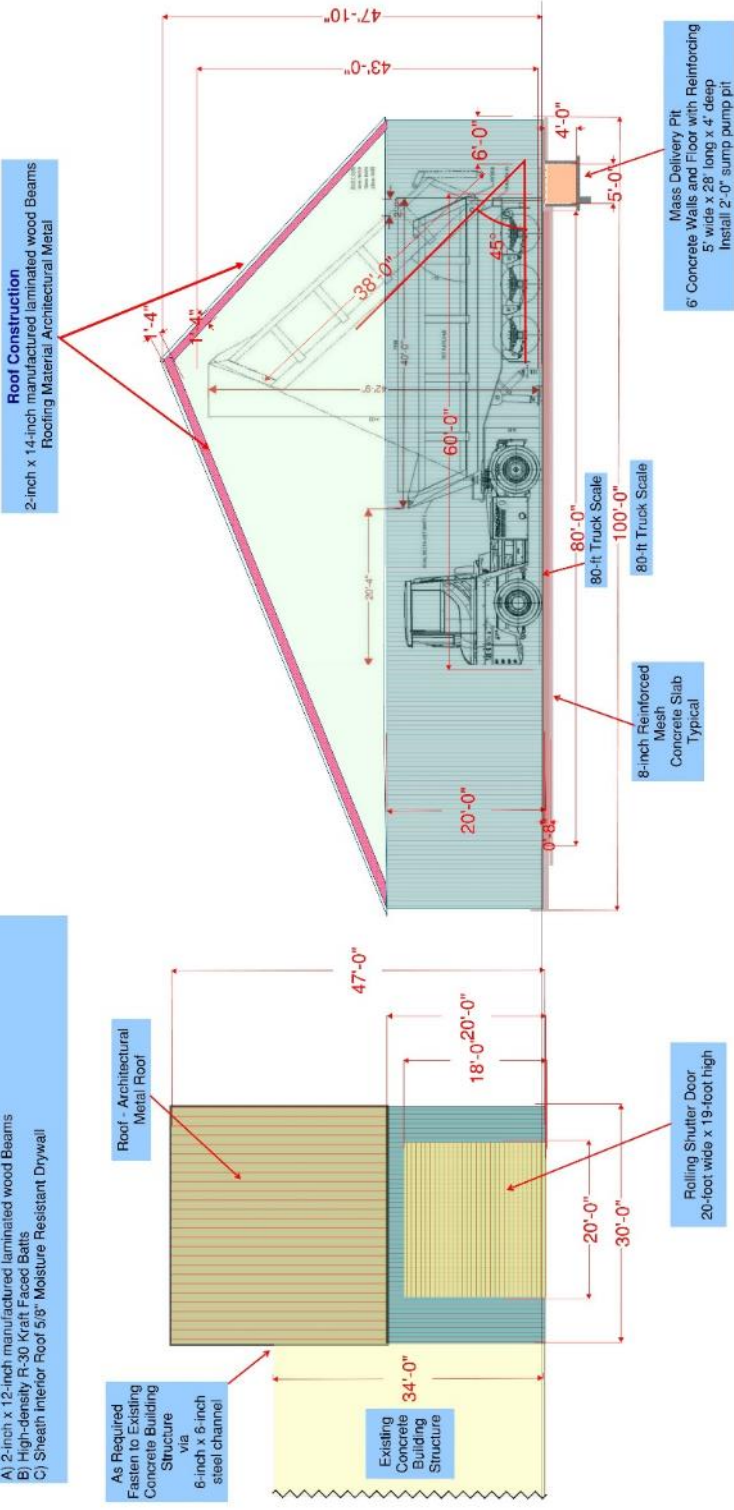 A) 2-inch x 12-inch manufactured laminated wood Beams
B) High-density R-30 Kraft Faced Batts
C) Sheath interior Roof 5/8" Moisture Resistant Drywall
Roof - Architectural
Metal Roof
As Required
Fasten to Existing
Concrete Building
Structure
via
6-inch x 6-inch
steel channel
Existing
Concrete
Building
Structure
34'-0"
47'-0"
20'-0"
18'-0"
20'-0"
30'-0"
Rolling Shutter Door
20-foot wide x 19-foot high
Roof Construction
2-inch x 14-inch manufactured laminated wood Beams
Roofing Material Architectural Metal
1'-4"
1'-4"
47'-10"
43'-0"
38'-0"
42'-9"
40'-0"
20'-4"
60'-0"
45°
6'-0"
4'-0"
5'-0"
20'-0"
0'-8"
80'-0"
100'-0"
80-ft Truck Scale
80-ft Truck Scale
8-inch Reinforced
Mesh
Concrete Slab
Typical
Mass Delivery Pit
6' Concrete Walls and Floor with Reinforcing
5' wide x 28' long x 4' deep
Install 2'-0" sump pump pit